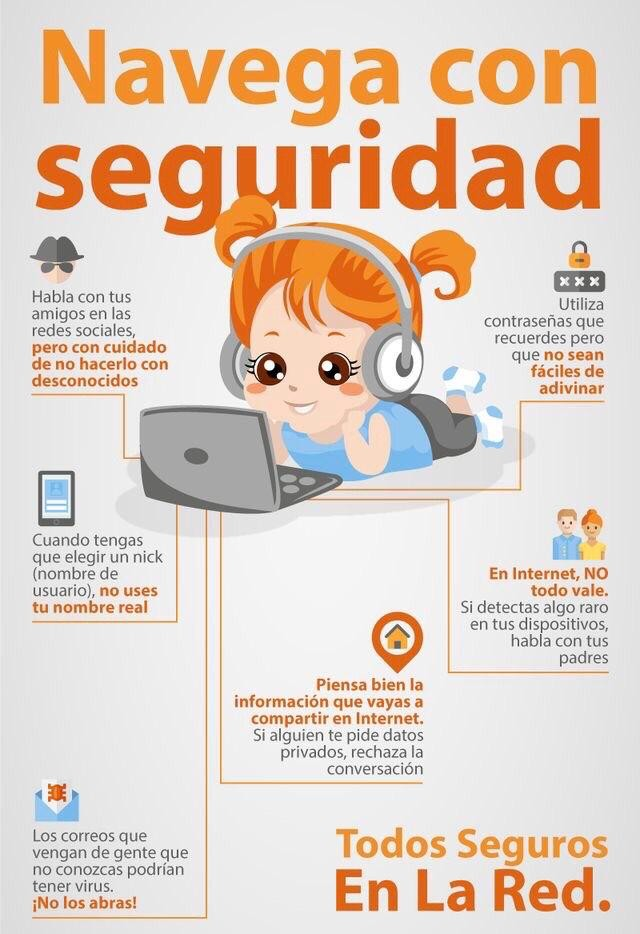 Navega con
seguridad
Habla con tus
amigos en las
redes sociales,
pero con cuidado
de no hacerlo con
desconocidos
Utiliza
contraseñas que
recuerdes pero
que no sean
fáciles de
adivinar
Cuando tengas
que elegir un nick
(nombre de
usuario), no uses
tu nombre real
En Internet, NO
todo vale.
Si detectas algo raro
en tus dispositivos,
habla con tus
padres
Piensa bien la
información que vayas a
compartir en Internet.
Si alguien te pide datos
privados, rechaza la
conversación
Los correos que
vengan de gente que
no conozcas podrían
tener virus.
¡No los abras!
Todos Seguros
En La Red.